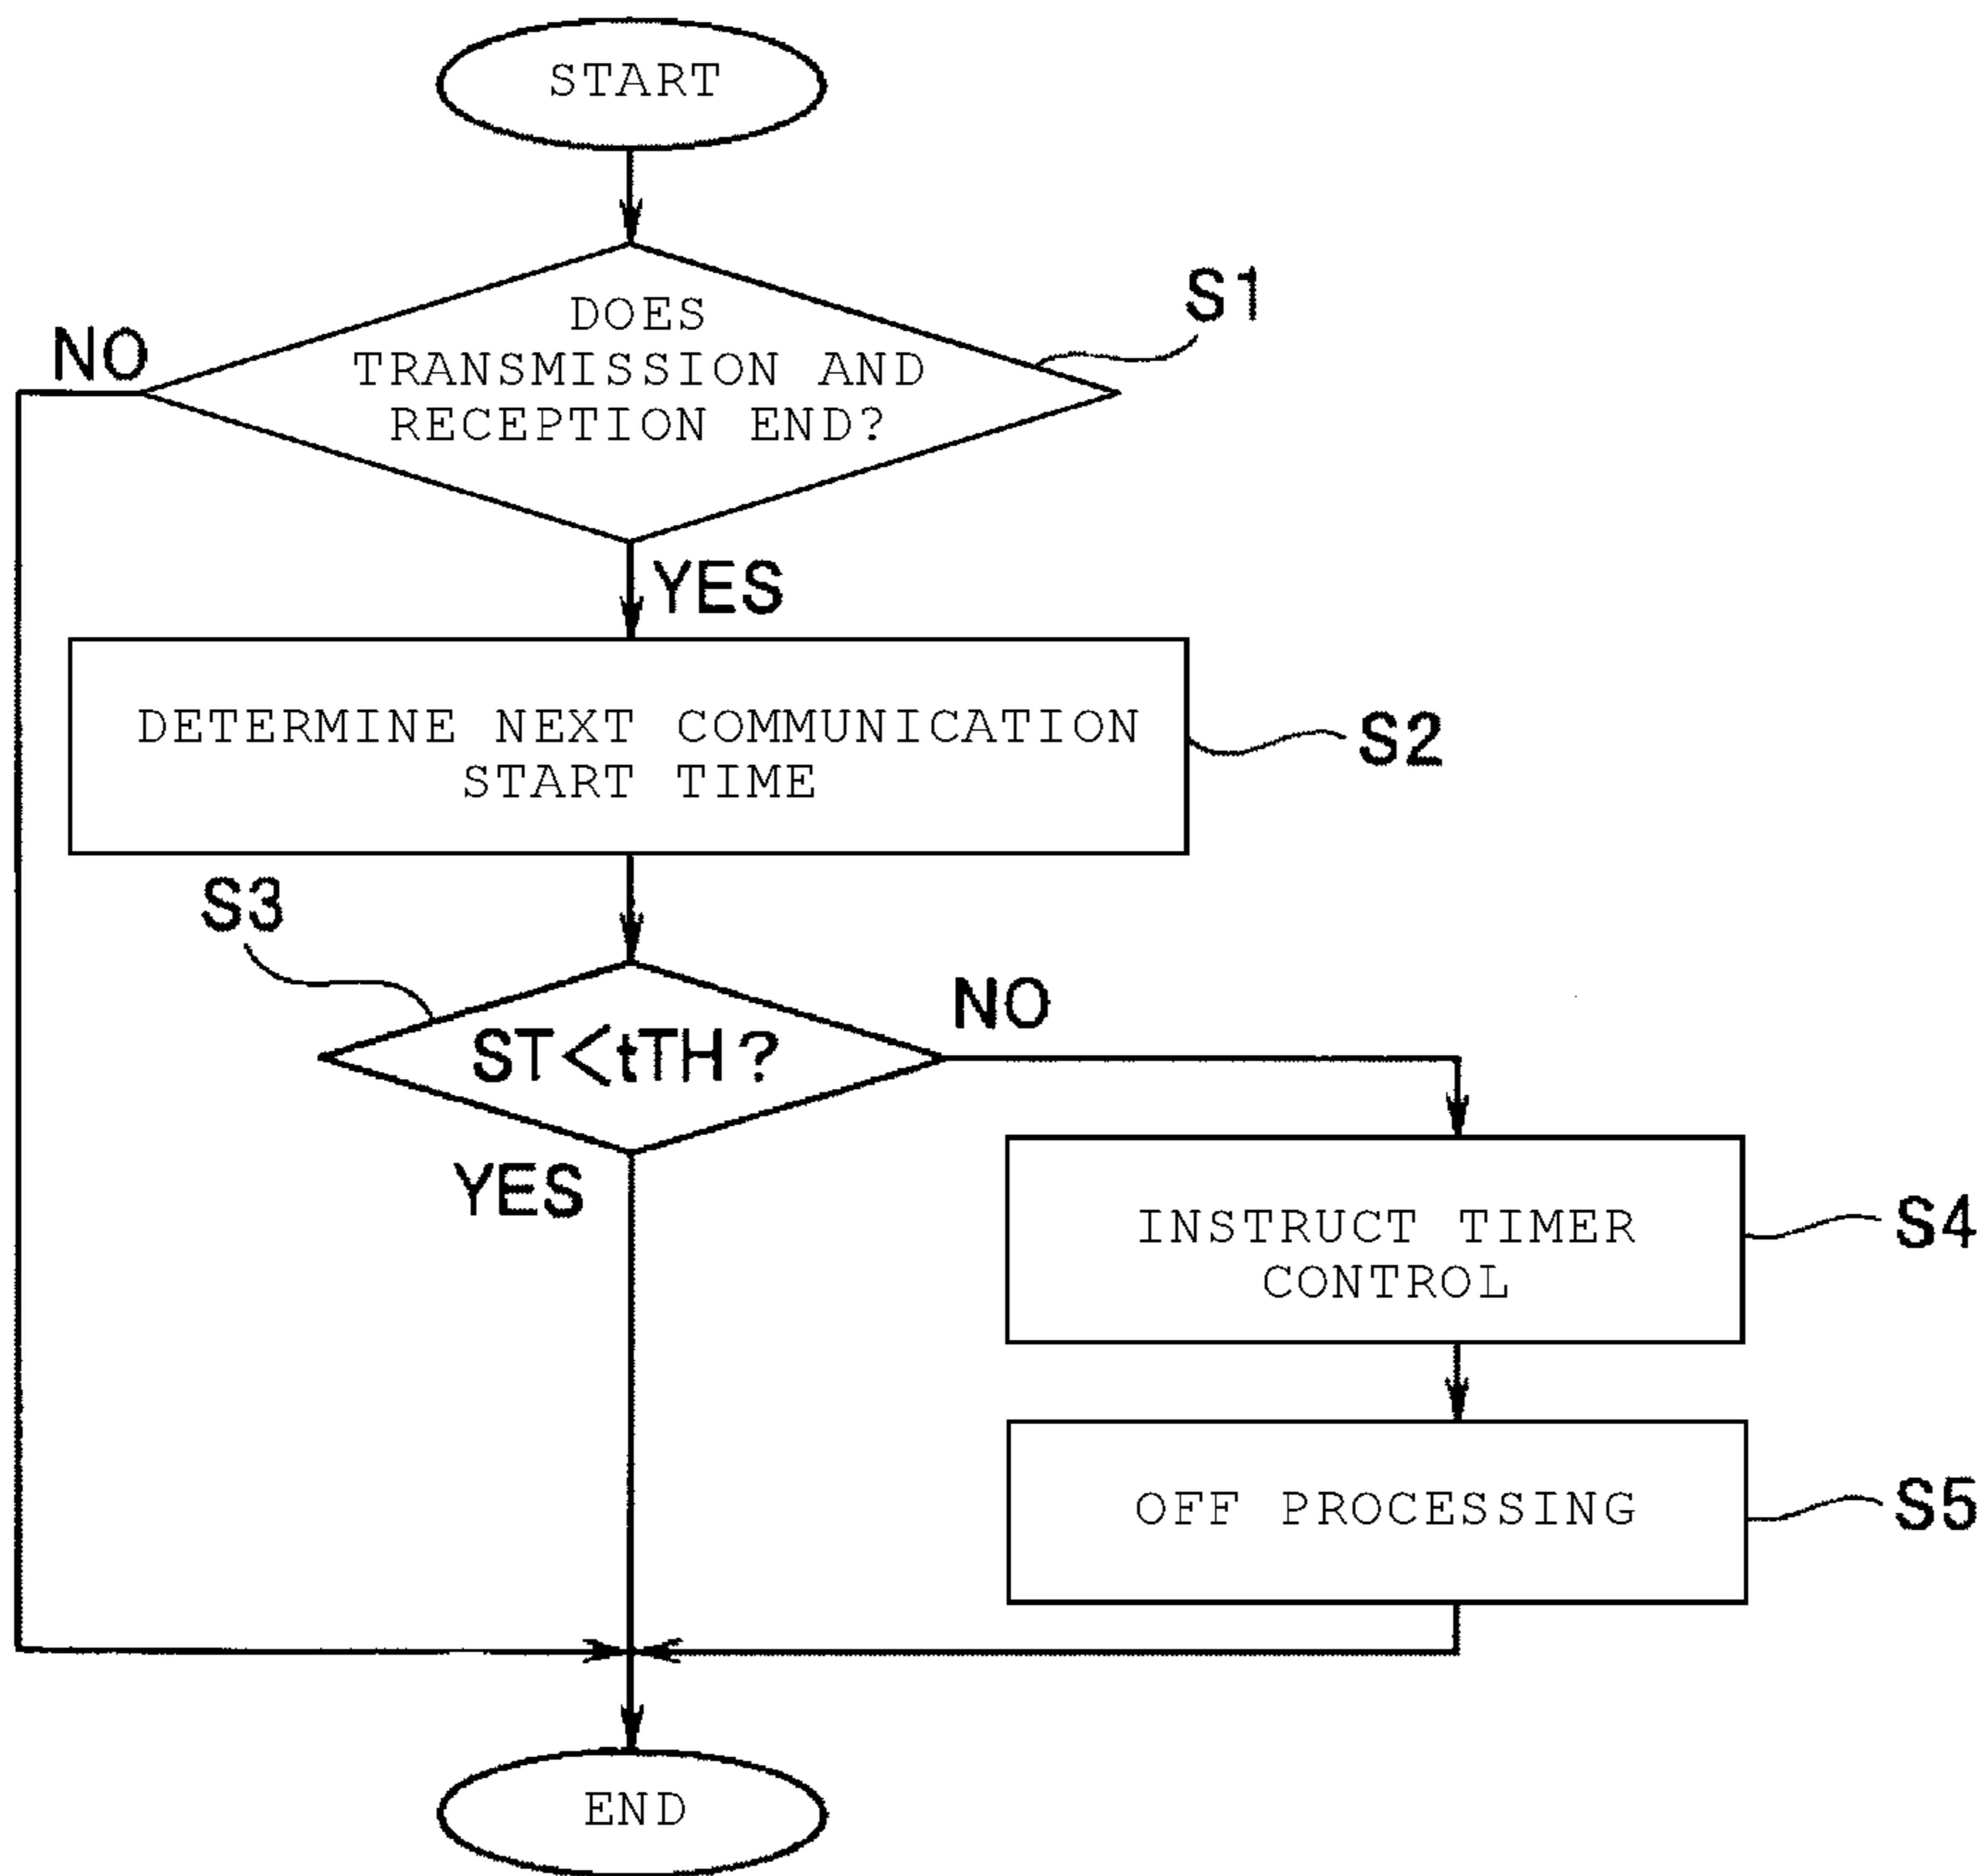 START
S1
NO
DOES
TRANSMISSION AND
RECEPTION END?
YES
DETERMINE NEXT COMMUNICATION
START TIME
S2
S3
NO
ST<tTH?
YES
INSTRUCT TIMER
CONTROL
S4
OFF PROCESSING
S5
END